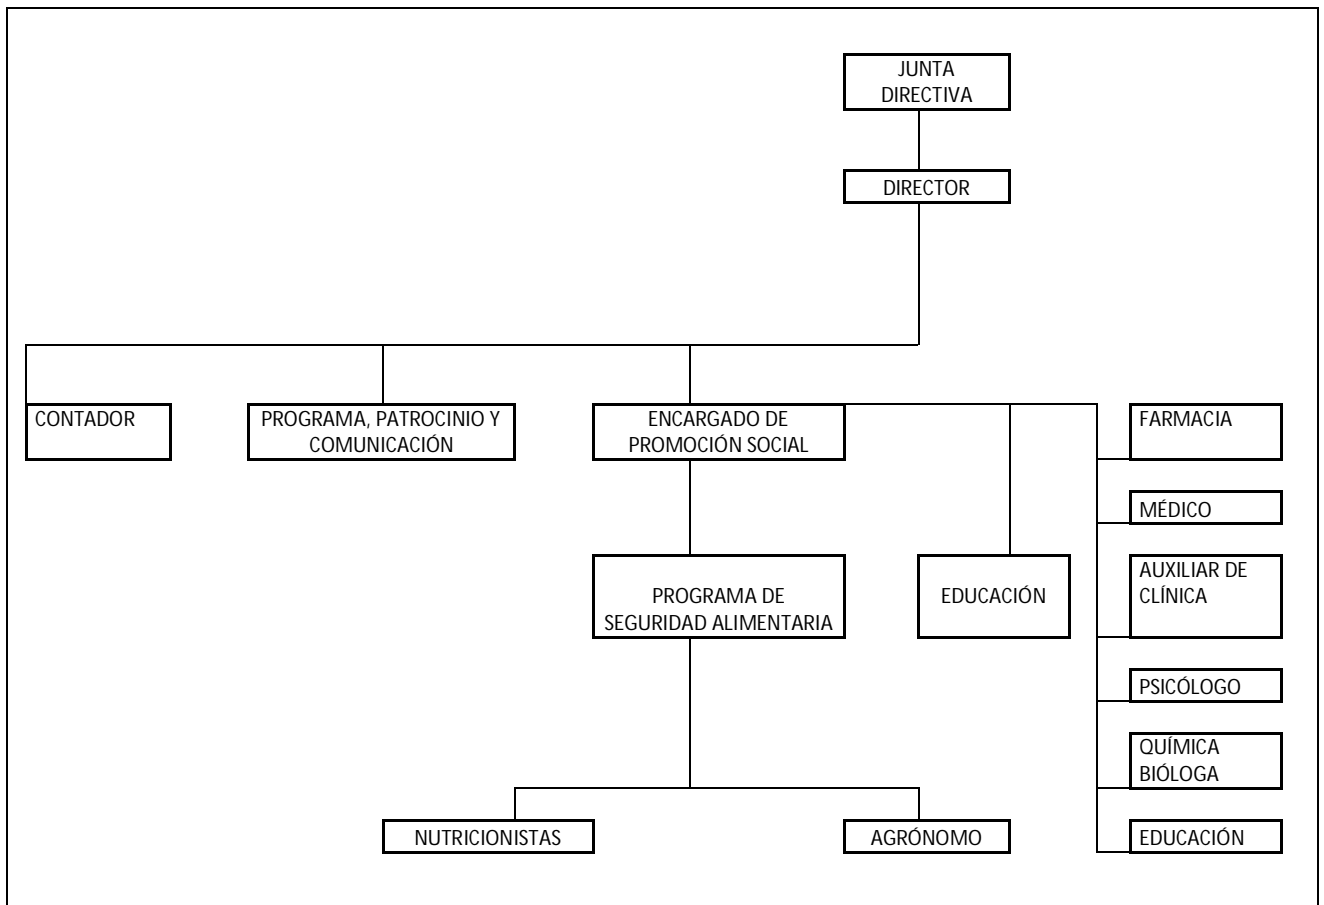 JUNTA
DIRECTIVA
DIRECTOR
CONTADOR
PROGRAMA, PATROCINIO Y
COMUNICACIÓN
ENCARGADO DE
PROMOCIÓN SOCIAL
FARMACIA
MÉDICO
PROGRAMA DE
SEGURIDAD ALIMENTARIA
EDUCACIÓN
AUXILIAR DE
CLÍNICA
PSICÓLOGO
QUÍMICA
BIÓLOGA
NUTRICIONISTAS
AGRÓNOMO
EDUCACIÓN